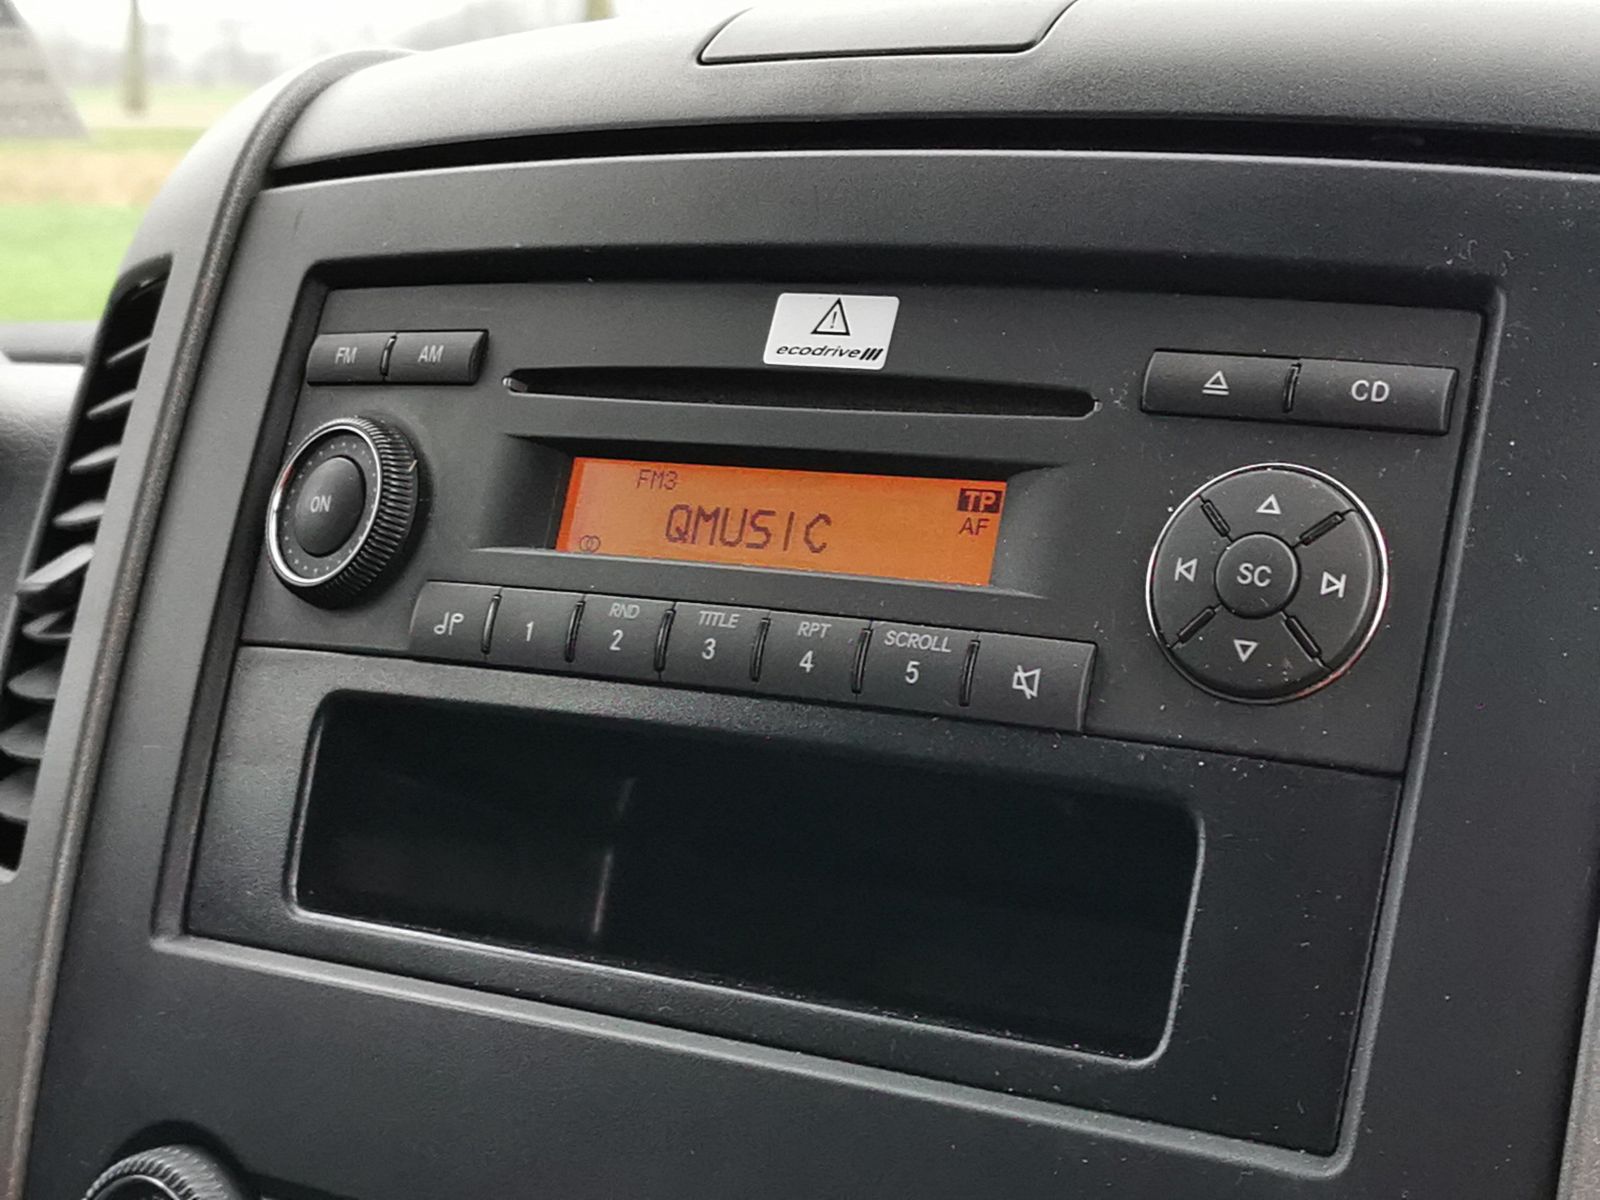 ecodrive
FM
AM
CD
ON
FM3
TP
QMUSIC
AF
SC
1
RND
2
TITLE
3
RPT
4
SCROLL
5